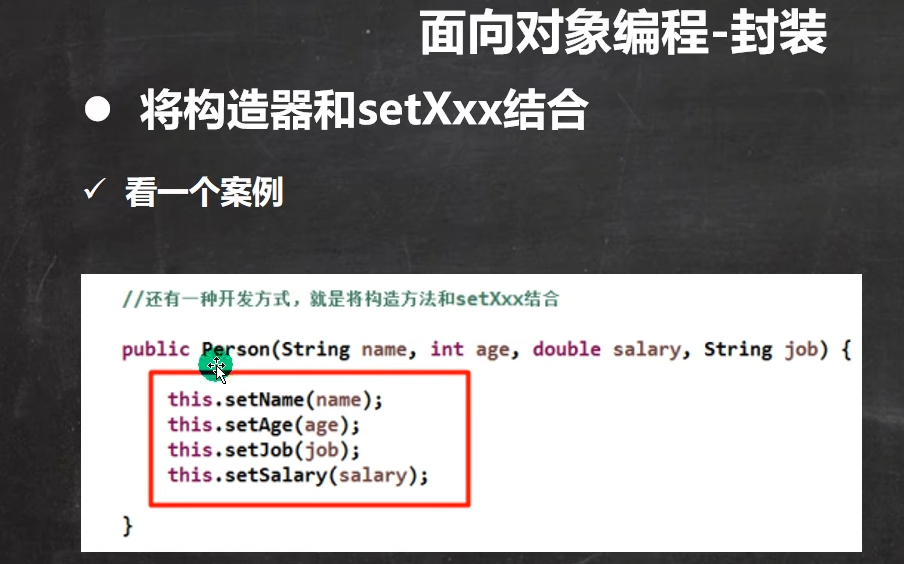 面向对象编程-封装
● 将构造器和setXxx结合
✓ 看一个案例
//还有一种开发方式，就是将构造方法和setXxx结合
public Person(String name, int age, double salary, String job) {
this.setName(name);
this.setAge(age);
this.setJob(job);
this.setSalary(salary);
}